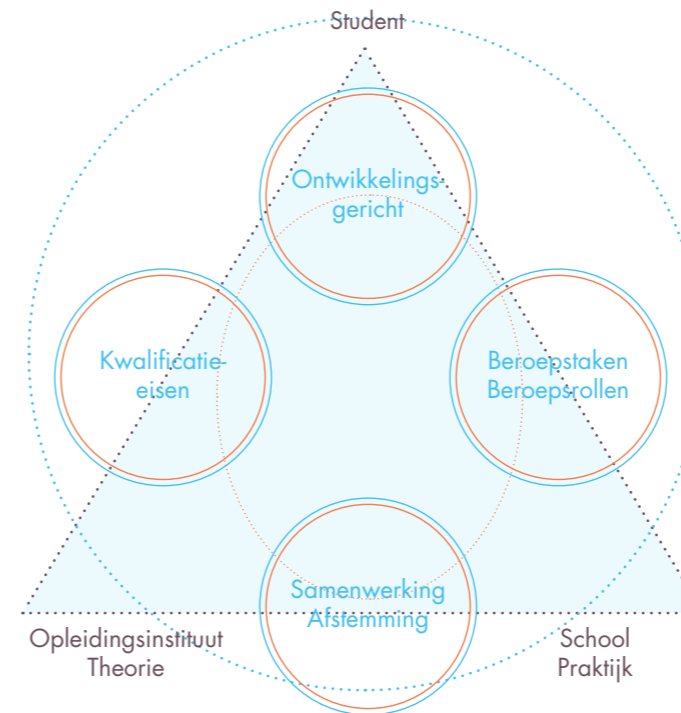 Student
Ontwikkelings-
gericht
Kwalificatie-
eisen
Beroepstaken
Beroepsrollen
Samenwerking
Afstemming
Opleidingsinstituut
Theorie
School
Praktijk